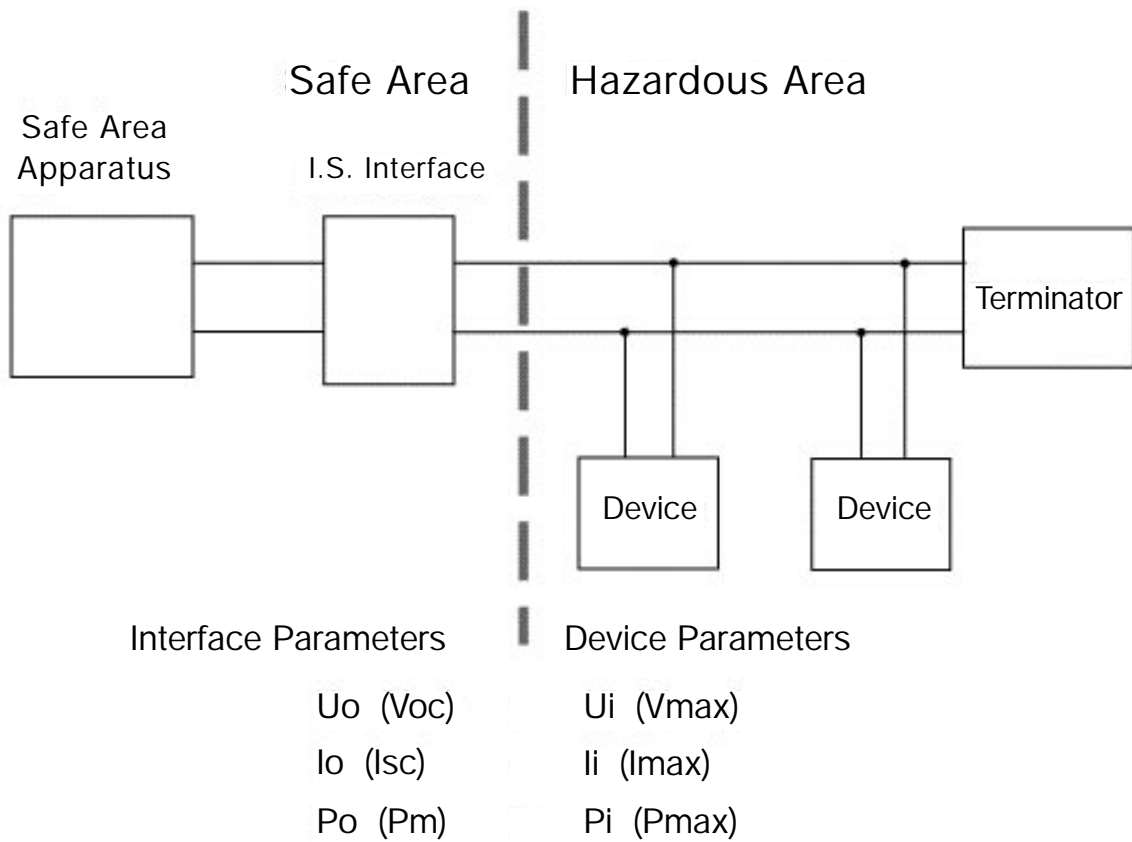 Safe Area
Hazardous Area
Safe Area
Apparatus
I.S. Interface
Terminator
Device
Device
Interface Parameters
Device Parameters
Uo (Voc)
Ui (Vmax)
Io (Isc)
Ii (Imax)
Po (Pm)
Pi (Pmax)